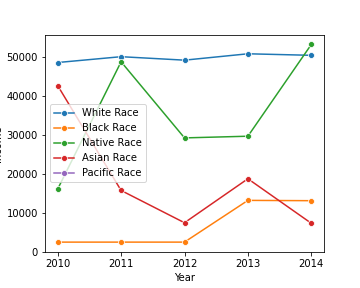 50000
40000
30000
20000
10000
0
White Race
Black Race
Native Race
Asian Race
Pacific Race
2010 2011 2012 2013 2014
Year